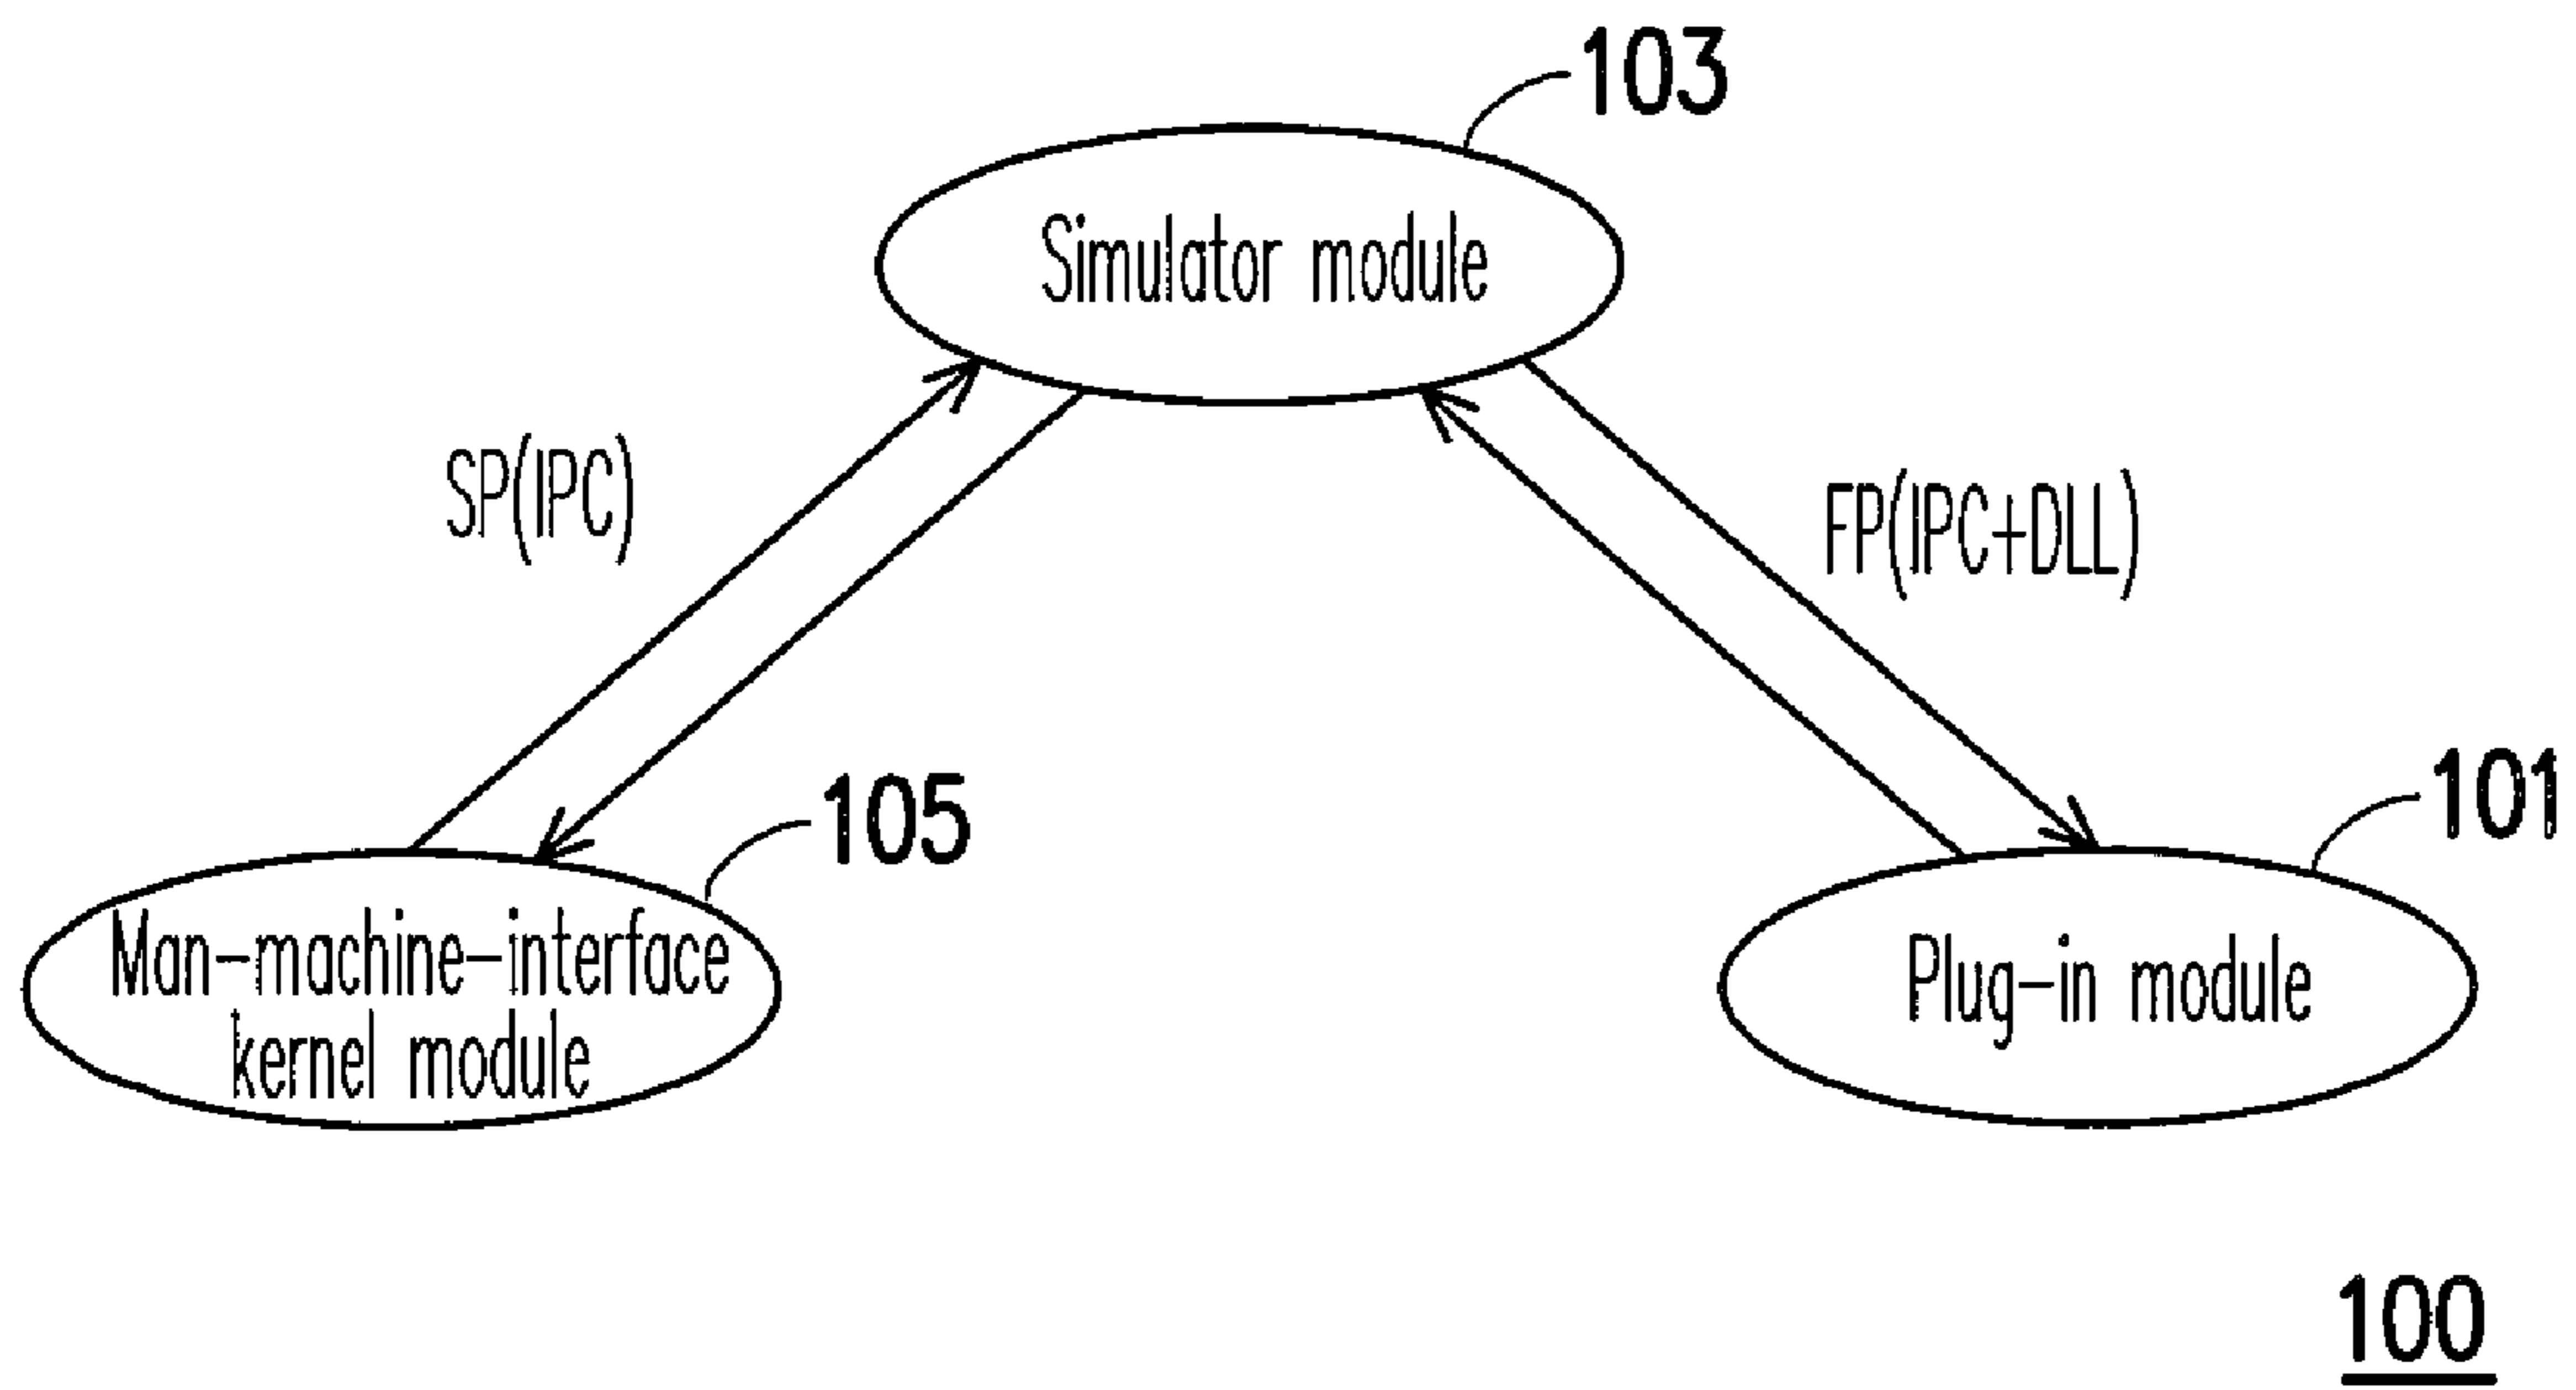 103
Simulator module
SP(IPC)
FP(IPC+DLL)
105
101
Man-machine-interface
kernel module
Plug-in module
100